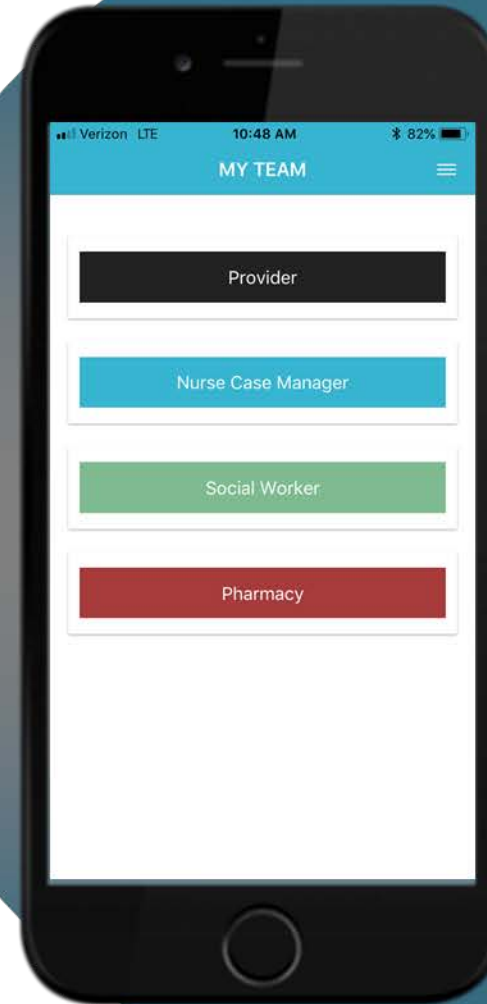 Verizon LTE 10:48 AM 82%
MY TEAM
Provider
Nurse Case Manager
Social Worker
Pharmacy